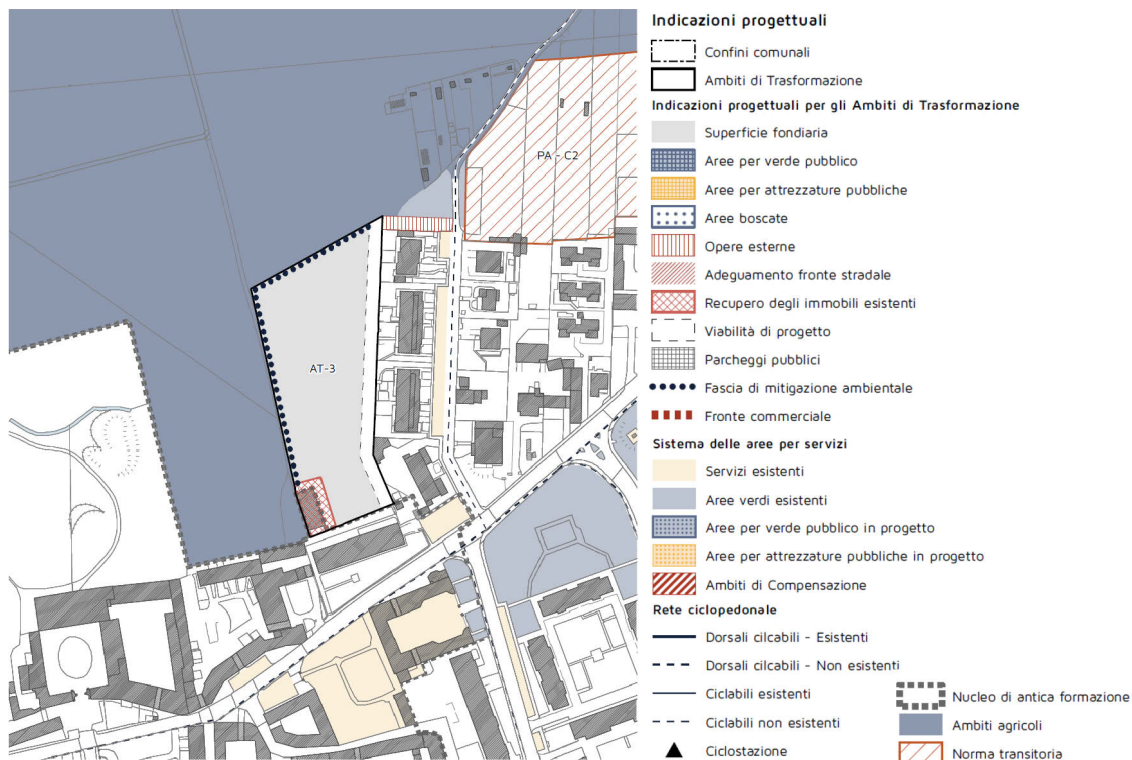 PA - C2
AT-3
Indicazioni progettuali
Confini comunali
Ambiti di Trasformazione
Indicazioni progettuali per gli Ambiti di Trasformazione
Superficie fondiaria
Aree per verde pubblico
Aree per attrezzature pubbliche
Aree boscate
Opere esterne
Adeguamento fronte stradale
Recupero degli immobili esistenti
Viabilità di progetto
Parcheggi pubblici
Fascia di mitigazione ambientale
Fronte commerciale
Sistema delle aree per servizi
Servizi esistenti
Aree verdi esistenti
Aree per verde pubblico in progetto
Aree per attrezzature pubbliche in progetto
Ambiti di Compensazione
Rete ciclopedonale
Dorsali cilcabili - Esistenti
Dorsali cilcabili - Non esistenti
Ciclabili esistenti
Ciclabili non esistenti
Ciclostazione
Nucleo di antica formazione
Ambiti agricoli
Norma transitoria